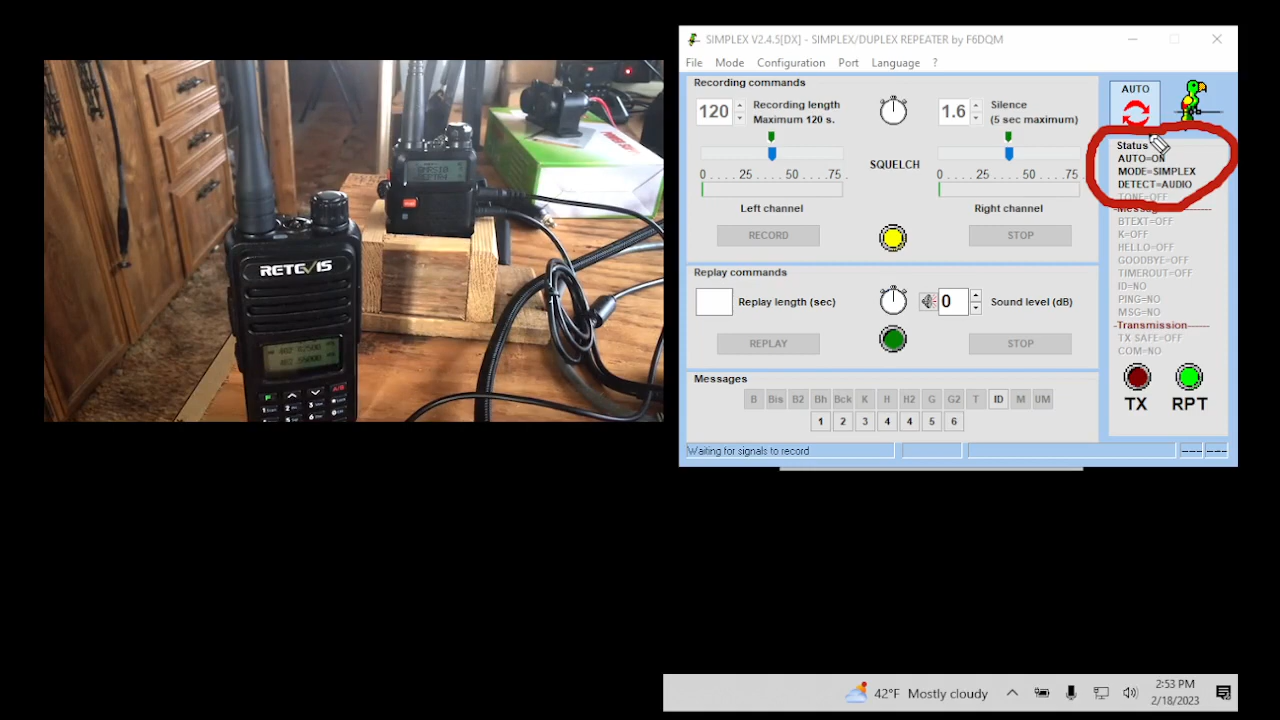 SIMPLEX V2.4.5[DX] - SIMPLEX/DUPLEX REPEATER by F6DQM
File Mode Configuration Port Language ?
Recording commands
120 Recording length
Maximum 120 s.
1.6 Silence
(5 sec maximum)
SQUELCH
0 . . . . 25 . . . . 50 . . . . 75 .
0 . . . . 25 . . . . 50 . . . . 75
Left channel
Right channel
RECORD
STOP
Replay commands
Replay length (sec)
0 Sound level (dB)
REPLAY
STOP
Messages
B Bis B2 Bh Bck K H H2 G G2 T ID M UM
1 2 3 4 4 5 6
Waiting for signals to record
AUTO
Status
AUTO=ON
MODE=SIMPLEX
DETECT=AUDIO
TONE=OFF
BTEXT=OFF
K=OFF
HELLO=OFF
GOODBYE=OFF
TIMEROUT=OFF
ID=NO
PING=NO
MSG=NO
-Transmission------
TX SAFE=OFF
COM=NO
TX RPT
--- ---
RETEVIS
42°F Mostly cloudy
2:53 PM
2/18/2023